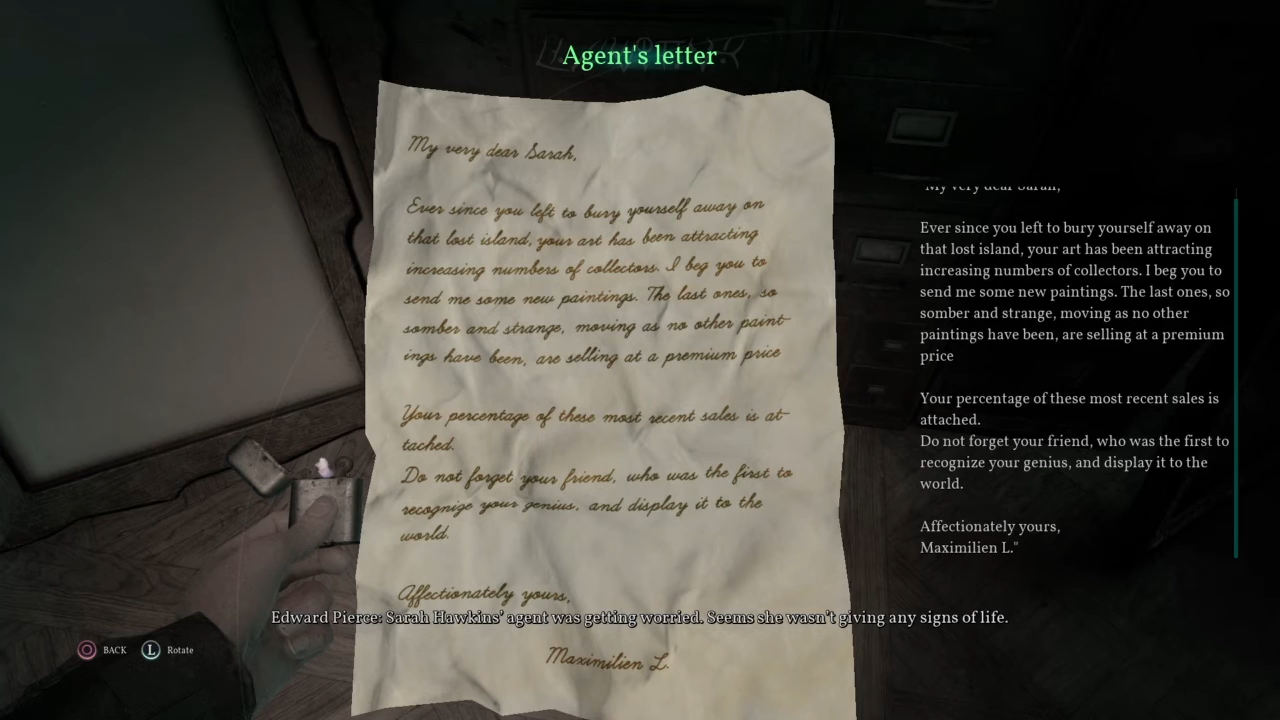 Agent's letter
My very dear Sarah,
Ever since you left to bury yourself away on
that lost island, your art has been attracting
increasing numbers of collectors. I beg you to
send me some new paintings. The last ones, so
somber and strange, moving as no other paint-
ings have been, are selling at a premium price
Your percentage of these most recent sales is at-
tached.
Do not forget your friend, who was the first to
recognize your genius, and display it to the
world.
Affectionately yours,
Maximilien L.
"My very dear Sarah,
Ever since you left to bury yourself away on
that lost island, your art has been attracting
increasing numbers of collectors. I beg you to
send me some new paintings. The last ones, so
somber and strange, moving as no other
paintings have been, are selling at a premium
price
Your percentage of these most recent sales is
attached.
Do not forget your friend, who was the first to
recognize your genius, and display it to the
world.
Affectionately yours,
Maximilien L."
Edward Pierce: Sarah Hawkins' agent was getting worried. Seems she wasn't giving any signs of life.
BACK
L Rotate